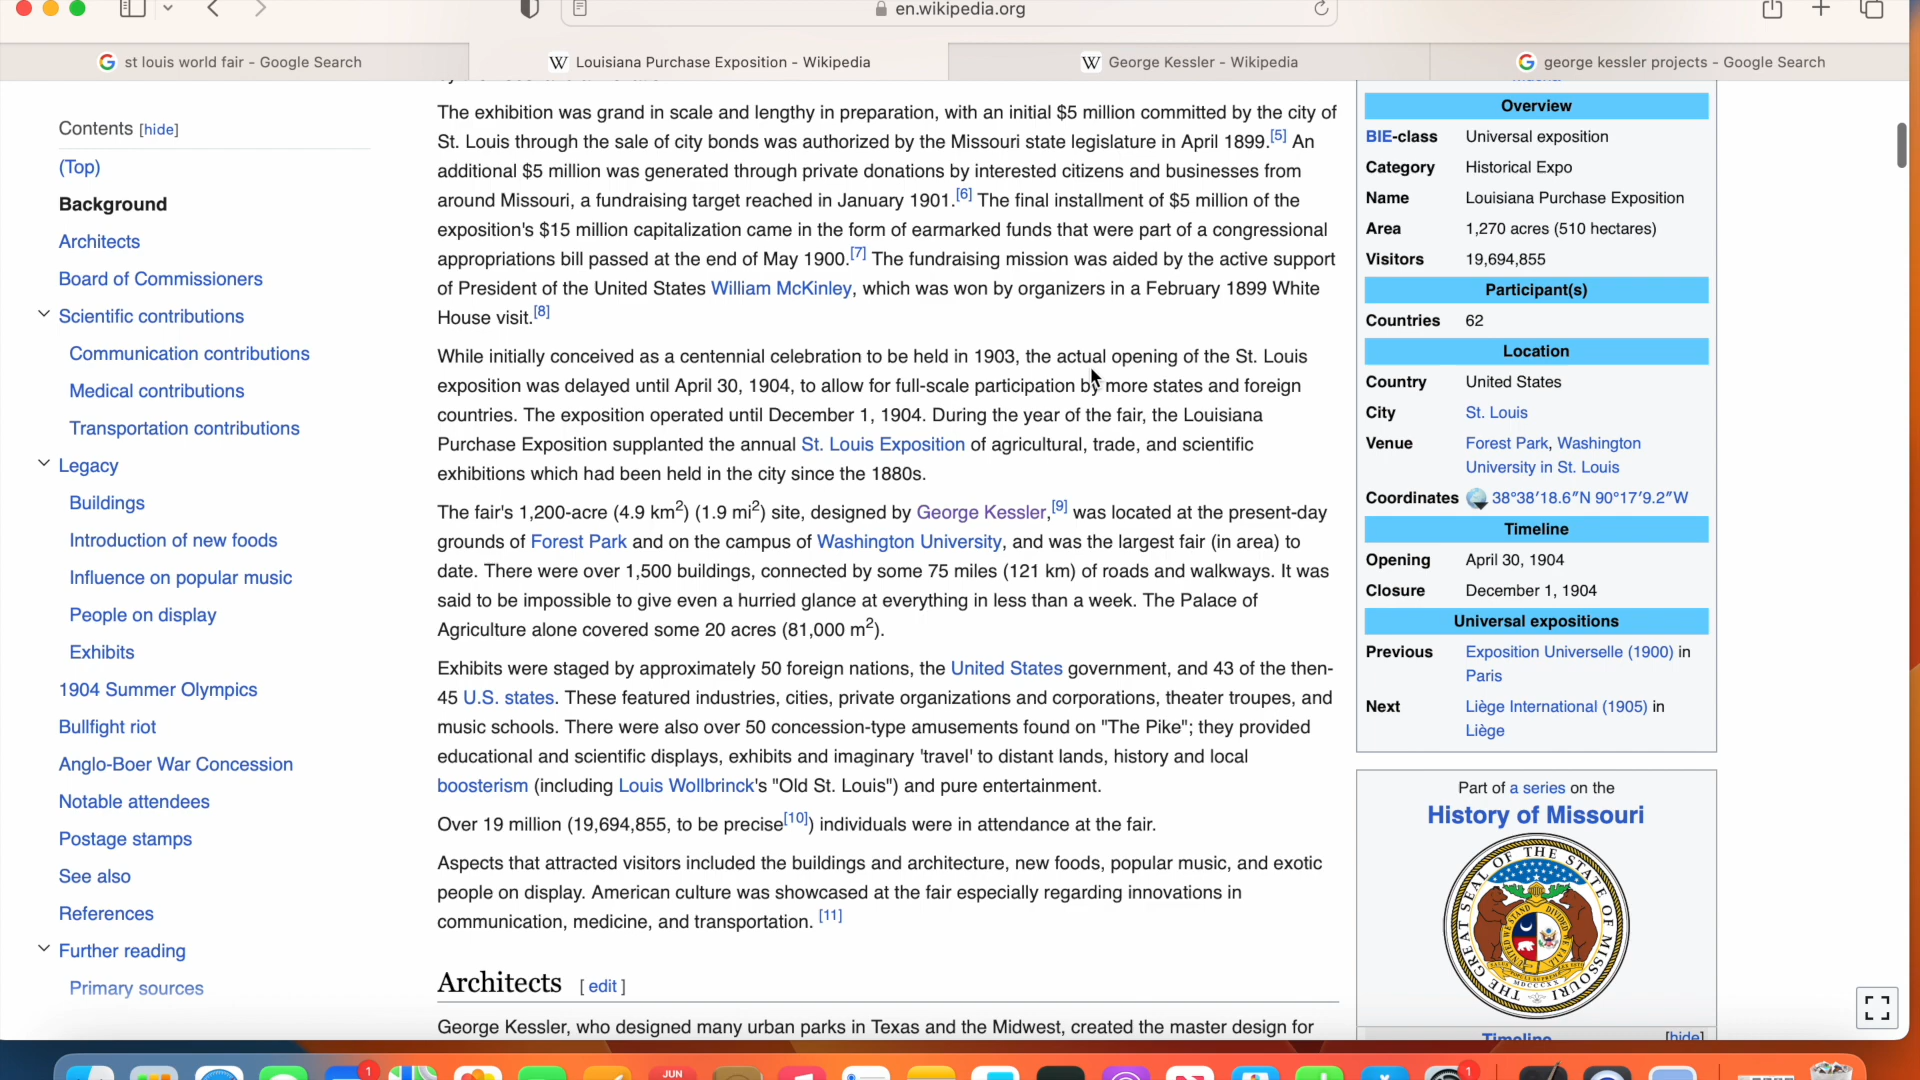 en.wikipedia.org
st louis world fair - Google Search
Louisiana Purchase Exposition - Wikipedia
George Kessler - Wikipedia
george kessler projects - Google Search
Contents [hide]
(Top)
Background
Architects
Board of Commissioners
Scientific contributions
Communication contributions
Medical contributions
Transportation contributions
Legacy
Buildings
Introduction of new foods
Influence on popular music
People on display
Exhibits
1904 Summer Olympics
Bullfight riot
Anglo-Boer War Concession
Notable attendees
Postage stamps
See also
References
Further reading
Primary sources
The exhibition was grand in scale and lengthy in preparation, with an initial $5 million committed by the city of
St. Louis through the sale of city bonds was authorized by the Missouri state legislature in April 1899.[5] An
additional $5 million was generated through private donations by interested citizens and businesses from
around Missouri, a fundraising target reached in January 1901.[6] The final installment of $5 million of the
exposition's $15 million capitalization came in the form of earmarked funds that were part of a congressional
appropriations bill passed at the end of May 1900.[7] The fundraising mission was aided by the active support
of President of the United States William McKinley, which was won by organizers in a February 1899 White
House visit.[8]
While initially conceived as a centennial celebration to be held in 1903, the actual opening of the St. Louis
exposition was delayed until April 30, 1904, to allow for full-scale participation by more states and foreign
countries. The exposition operated until December 1, 1904. During the year of the fair, the Louisiana
Purchase Exposition supplanted the annual St. Louis Exposition of agricultural, trade, and scientific
exhibitions which had been held in the city since the 1880s.
The fair's 1,200-acre (4.9 km2) (1.9 mi2) site, designed by George Kessler,[9] was located at the present-day
grounds of Forest Park and on the campus of Washington University, and was the largest fair (in area) to
date. There were over 1,500 buildings, connected by some 75 miles (121 km) of roads and walkways. It was
said to be impossible to give even a hurried glance at everything in less than a week. The Palace of
Agriculture alone covered some 20 acres (81,000 m2).
Exhibits were staged by approximately 50 foreign nations, the United States government, and 43 of the then-
45 U.S. states. These featured industries, cities, private organizations and corporations, theater troupes, and
music schools. There were also over 50 concession-type amusements found on "The Pike"; they provided
educational and scientific displays, exhibits and imaginary 'travel' to distant lands, history and local
boosterism (including Louis Wollbrinck's "Old St. Louis") and pure entertainment.
Over 19 million (19,694,855, to be precise[10]) individuals were in attendance at the fair.
Aspects that attracted visitors included the buildings and architecture, new foods, popular music, and exotic
people on display. American culture was showcased at the fair especially regarding innovations in
communication, medicine, and transportation. [11]
Architects [ edit ]
George Kessler, who designed many urban parks in Texas and the Midwest, created the master design for
Overview
BIE-class Universal exposition
Category Historical Expo
Name Louisiana Purchase Exposition
Area 1,270 acres (510 hectares)
Visitors 19,694,855
Participant(s)
Countries 62
Location
Country United States
City St. Louis
Venue Forest Park, Washington
University in St. Louis
Coordinates 38°38′18.6″N 90°17′9.2″W
Timeline
Opening April 30, 1904
Closure December 1, 1904
Universal expositions
Previous Exposition Universelle (1900) in
Paris
Next Liège International (1905) in
Liège
Part of a series on the
History of Missouri
THE GREAT SEAL OF THE STATE OF MISSOURI
Timeline [hide]
1
JUN
1